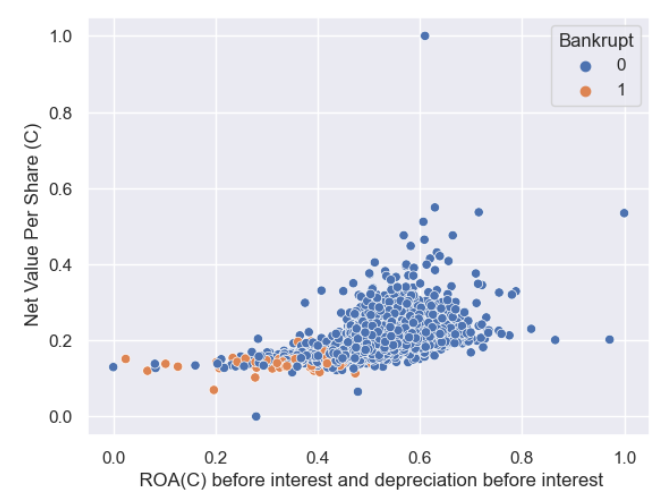 Bankrupt
0
1
1.0
0.8
0.6
0.4
0.2
0.0
Net Value Per Share (C)
0.0 0.2 0.4 0.6 0.8 1.0
ROA(C) before interest and depreciation before interest